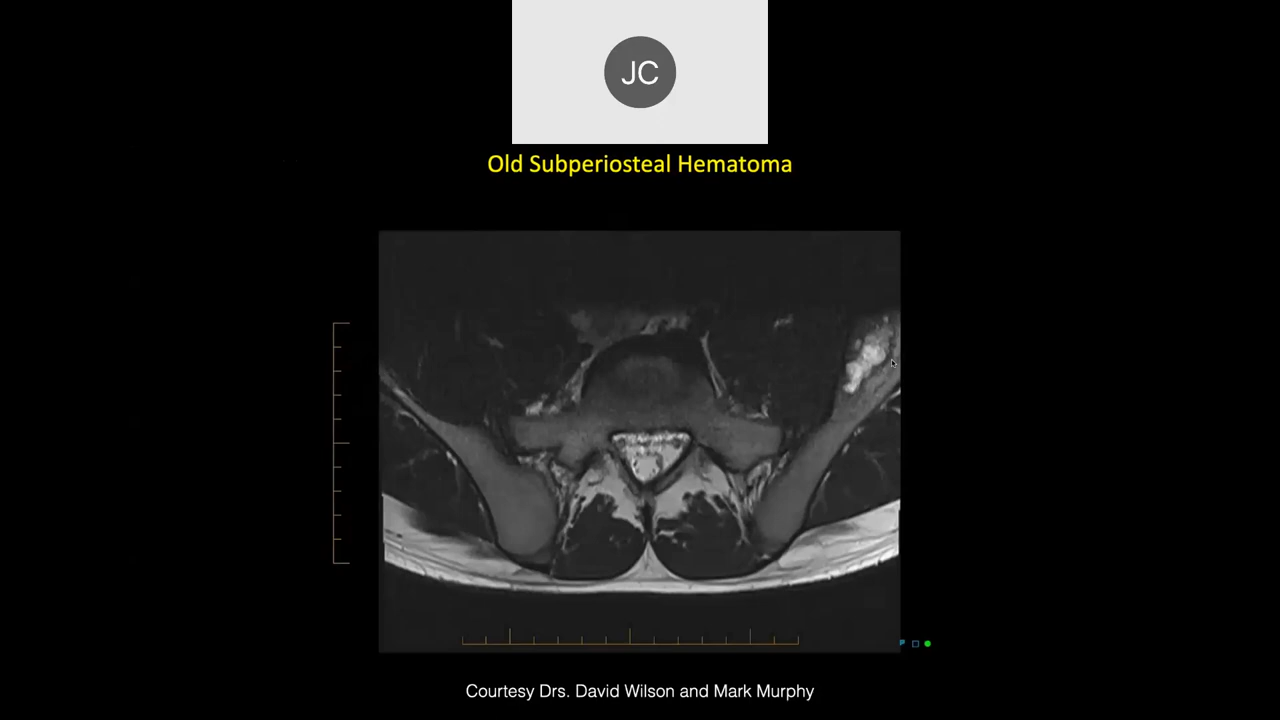 JC
Old Subperiosteal Hematoma
Courtesy Drs. David Wilson and Mark Murphy